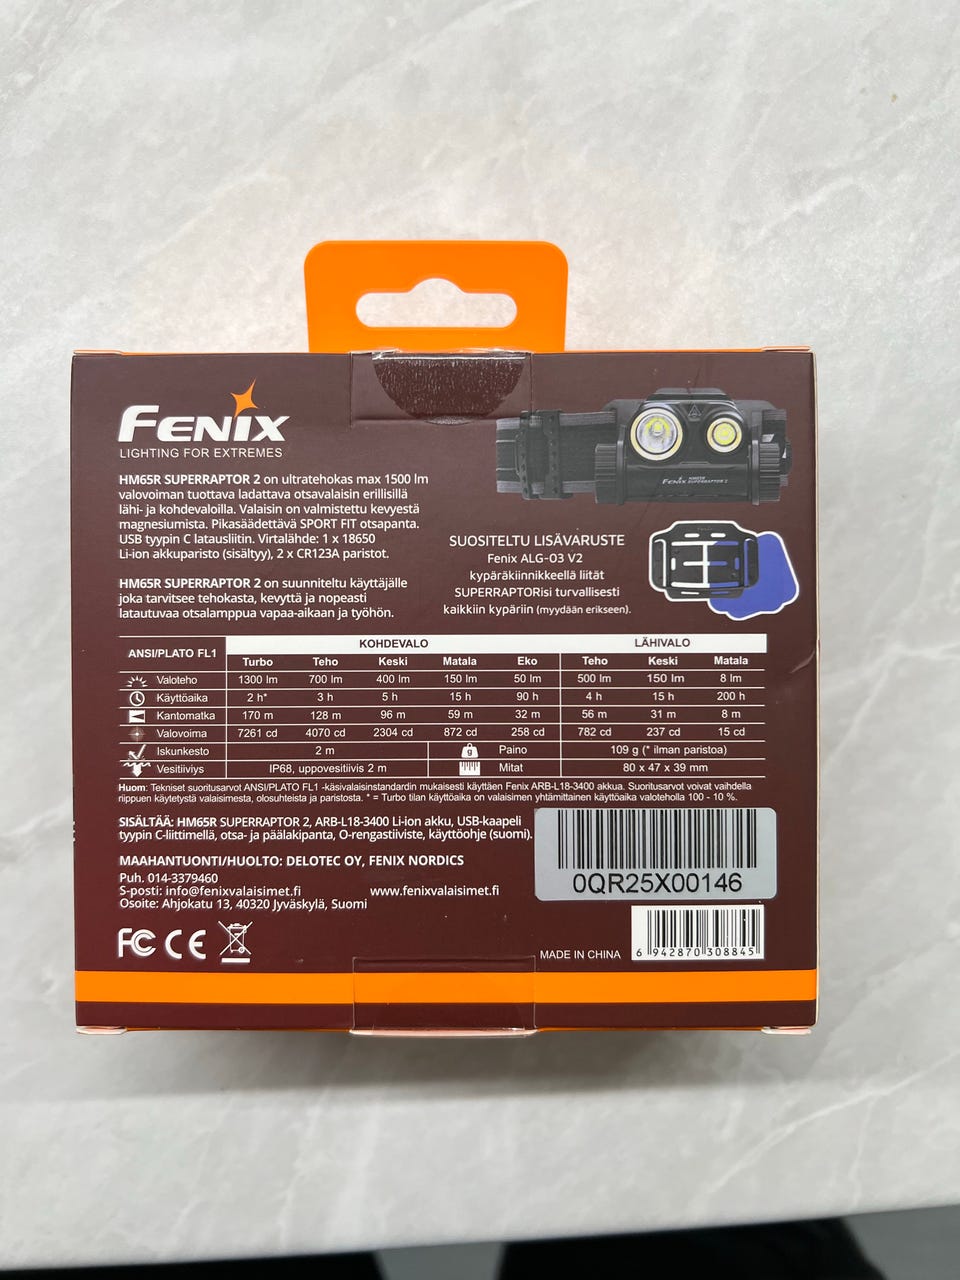 FENIX
LIGHTING FOR EXTREMES
HM65R SUPERRAPTOR 2 on ultratehokas max 1500 lm
valovoiman tuottava ladattava otsavalaisin erillisillä
lähi- ja kohdevaloilla. Valaisin on valmistettu kevyestä
magnesiumista. Pikasäädettävä SPORT FIT otsapanta.
USB tyypin C latausliitin. Virtalähde: 1 x 18650
Li-ion akkuparisto (sisältyy), 2 x CR123A paristot.
HM65R SUPERRAPTOR 2 on suunniteltu käyttäjälle
joka tarvitsee tehokasta, kevyttä ja nopeasti
latautuvaa otsalamppua vapaa-aikaan ja työhön.
FENIX HM65R SUPERRAPTOR 2
SUOSITELTU LISÄVARUSTE
Fenix ALG-03 V2
kypäräkiinnikkeellä liität
SUPERRAPTORisi turvallisesti
kaikkiin kypäriin (myydään erikseen).
ANSI/PLATO FL1 KOHDEVALO LÄHIVALO
Turbo Teho Keski Matala Eko Teho Keski Matala
Valoteho 1300 lm 700 lm 400 lm 150 lm 50 lm 500 lm 150 lm 8 lm
Käyttöaika 2 h* 3 h 5 h 15 h 90 h 4 h 15 h 200 h
Kantomatka 170 m 128 m 96 m 59 m 32 m 56 m 31 m 8 m
Valovoima 7261 cd 4070 cd 2304 cd 872 cd 258 cd 782 cd 237 cd 15 cd
Iskunkesto 2 m g Paino 109 g (* ilman paristoa)
Vesitiiviys IP68, uppovesitiivis 2 m Mitat 80 x 47 x 39 mm
Huom: Tekniset suoritusarvot ANSI/PLATO FL1 -käsivalaisinstandardin mukaisesti käyttäen Fenix ARB-L18-3400 akkua. Suoritusarvot voivat vaihdella
riippuen käytetystä valaisimesta, olosuhteista ja paristosta. * = Turbo tilan käyttöaika on valaisimen yhtämittainen käyttöaika valoteholla 100 - 10 %.
SISÄLTÄÄ: HM65R SUPERRAPTOR 2, ARB-L18-3400 Li-ion akku, USB-kaapeli
tyypin C-liittimellä, otsa- ja päälakipanta, O-rengastiiviste, käyttöohje (suomi).
MAAHANTUONTI/HUOLTO: DELOTEC OY, FENIX NORDICS
Puh. 014-3379460
S-posti: info@fenixvalaisimet.fi www.fenixvalaisimet.fi
Osoite: Ahjokatu 13, 40320 Jyväskylä, Suomi
0QR25X00146
FC CE
MADE IN CHINA
6 942870 308845